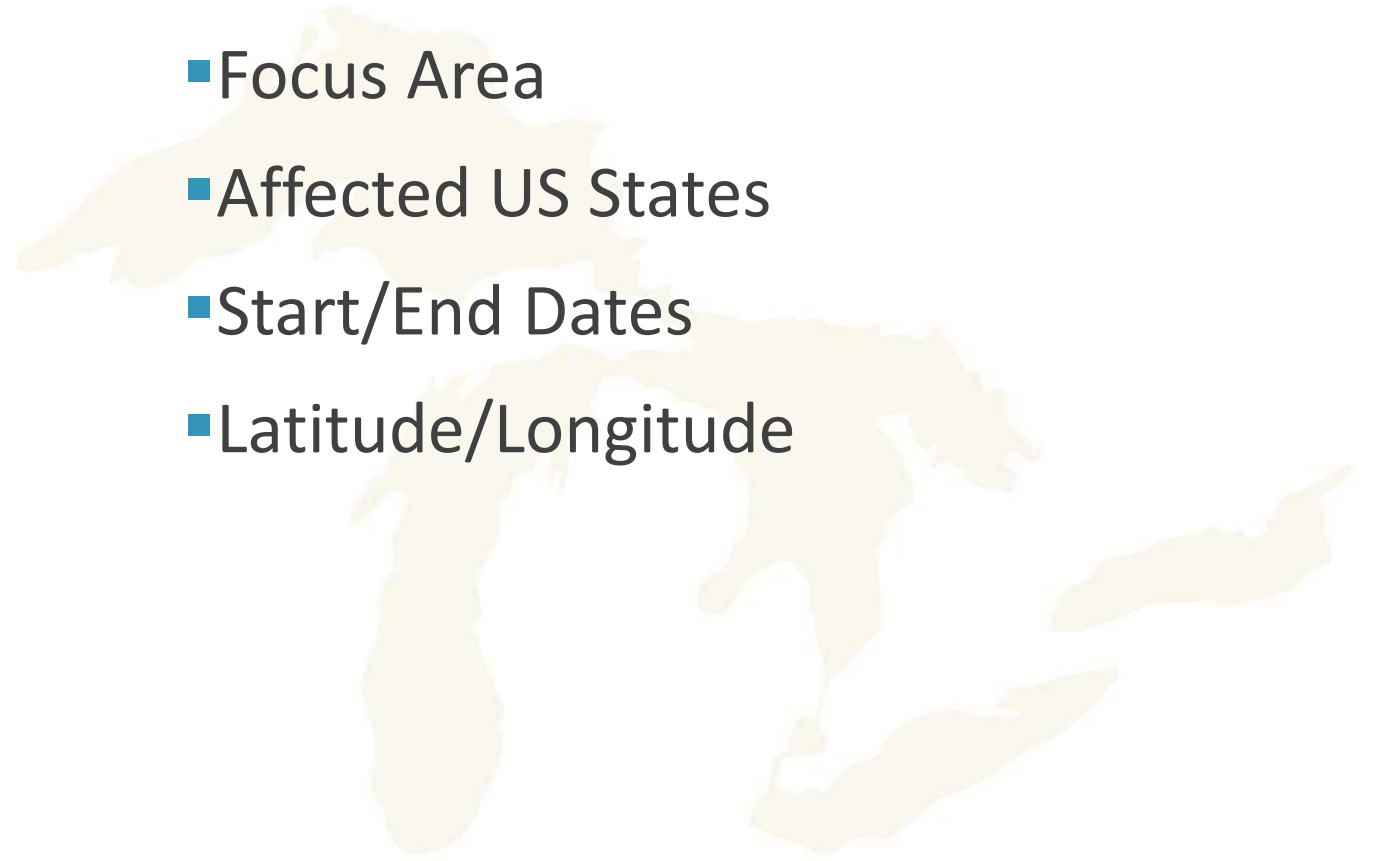 ▪Focus Area
▪Affected US States
▪Start/End Dates
▪Latitude/Longitude